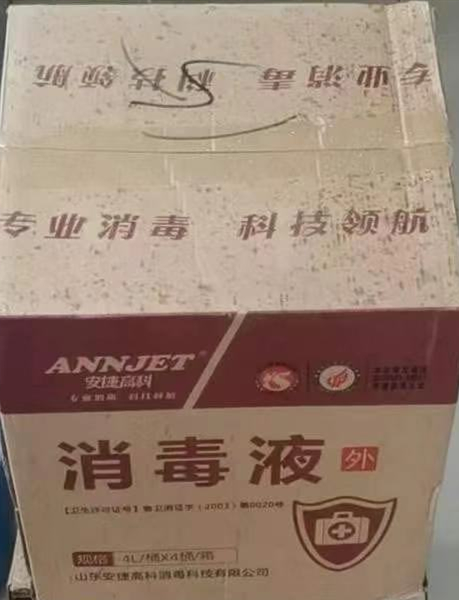 专业消毒 科技领航
专业消毒 科技领航
ANNJET®
安捷高科
专业消毒 科技领航
消毒液 外
【卫生许可证号】鲁卫消证字（2003）第0020号
规格 4L/桶X4桶/箱
山东安捷高科消毒科技有限公司